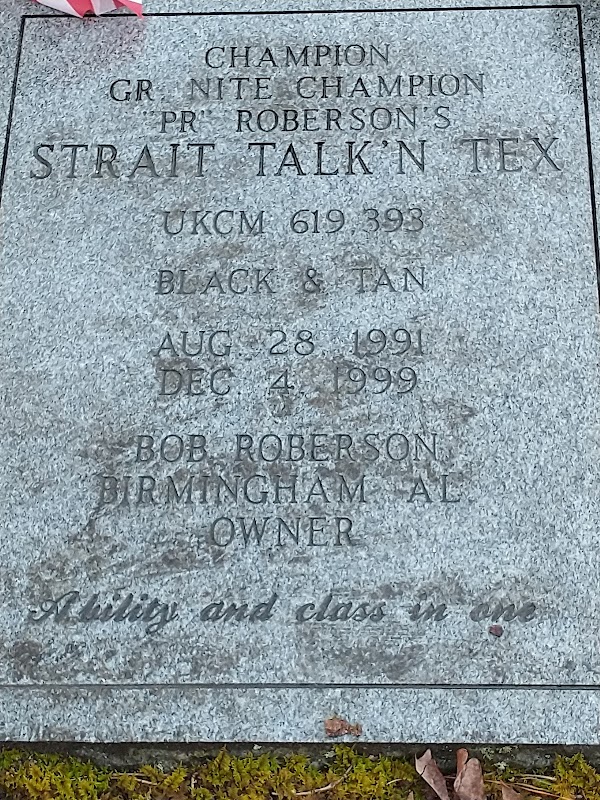 CHAMPION
GR. NITE CHAMPION
"PR" ROBERSON'S
STRAIT TALK'N TEX
UKCM 619,393
BLACK & TAN
AUG. 28, 1991
DEC. 4, 1999
BOB ROBERSON
BIRMINGHAM AL.
OWNER
Ability and class in one